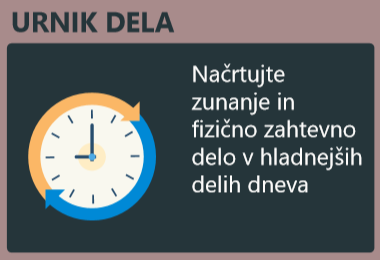 URNIK DELA
Načrtujte
zunanje in
fizično zahtevno
delo v hladnejših
delih dneva